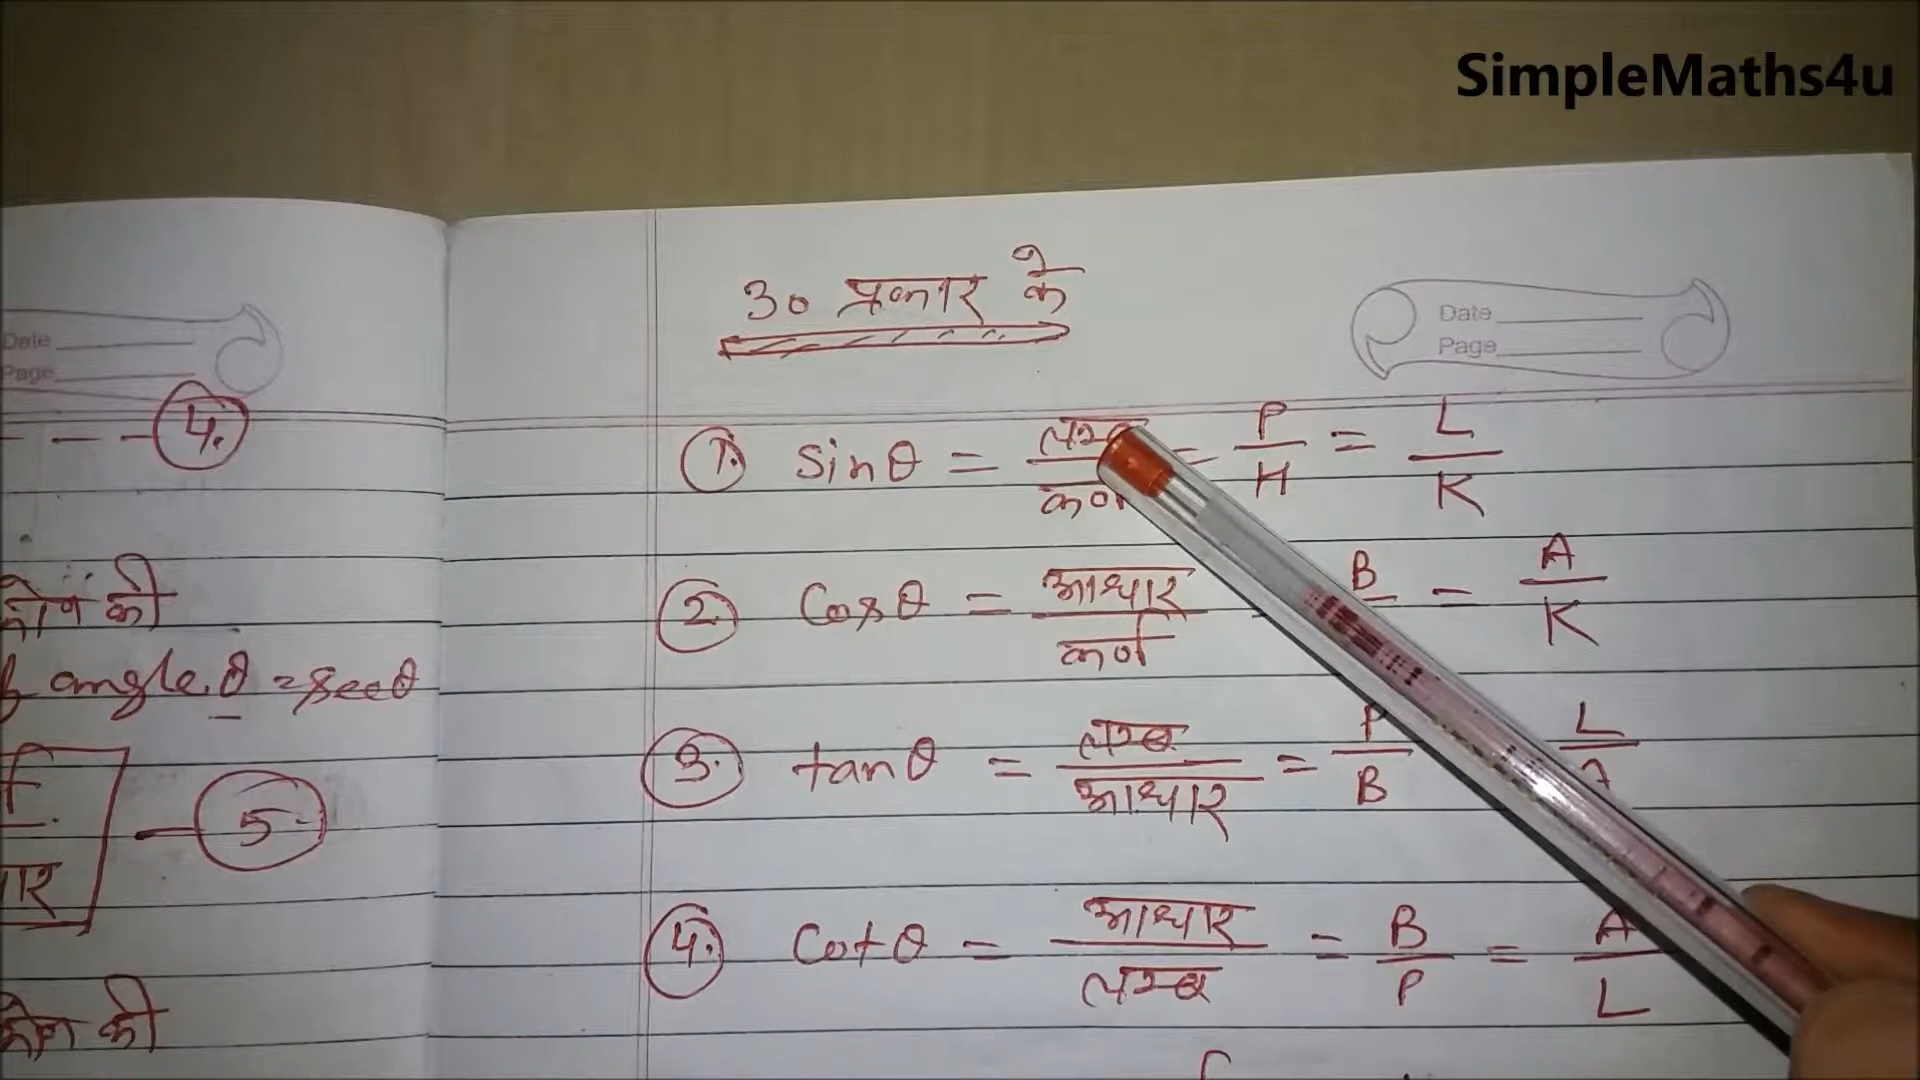 SimpleMaths4u
30 प्रकार के
Date
Page
Date
Page
4.
① sinθ = लम्ब/कर्ण = P/H = L/K
②. Cosθ = आधार/कर्ण B = A/K
③. tanθ = लम्ब/आधार = P/B L
④. Cotθ = आधार/लम्ब = B/P = A/L
की
angle θ = secθ
5.
कोण की